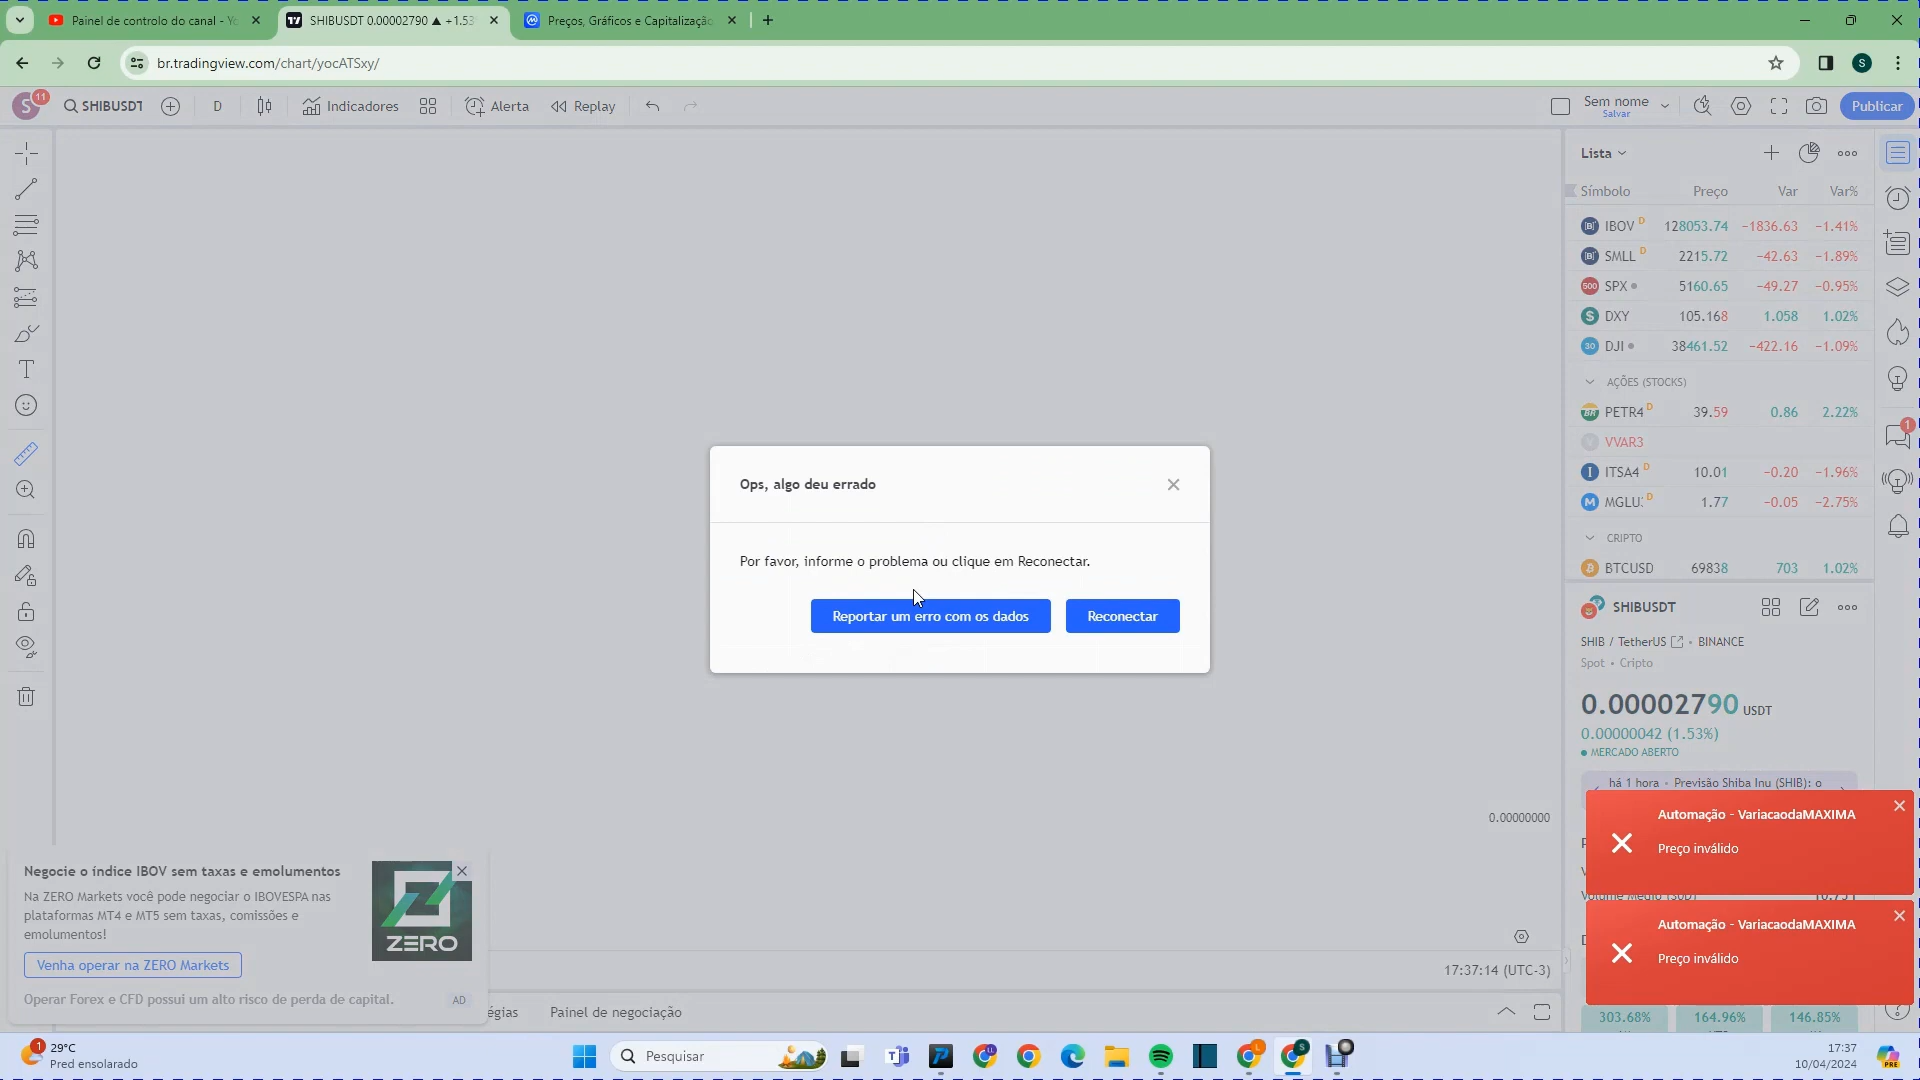 Painel de controlo do canal - Yo
SHIBUSDT 0.00002790 ▲ +1.53
Preços, Gráficos e Capitalização
br.tradingview.com/chart/yocATSxy/
S
S
11
SHIBUSDT
D
Indicadores
Alerta
Replay
Sem nome
Salvar
Publicar
Lista
Símbolo Preço Var Var%
IBOV D 128053.74 −1836.63 −1.41%
SMLL D 2215.72 −42.63 −1.89%
500 SPX 5160.65 −49.27 −0.95%
DXY 105.168 1.058 1.02%
30 DJI 38461.52 −422.16 −1.09%
AÇÕES (STOCKS)
PETR4 D 39.59 0.86 2.22%
VVAR3
ITSA4 D 10.01 −0.20 −1.96%
MGLU: D 1.77 −0.05 −2.75%
CRIPTO
BTCUSD 69838 703 1.02%
1
Ops, algo deu errado
Por favor, informe o problema ou clique em Reconectar.
Reportar um erro com os dados
Reconectar
SHIBUSDT
SHIB / TetherUS • BINANCE
Spot • Cripto
0.00002790 USDT
0.00000042 (1.53%)
MERCADO ABERTO
há 1 hora • Previsão Shiba Inu (SHIB): o
Automação - VariacaodaMAXIMA
Preço inválido
Automação - VariacaodaMAXIMA
Preço inválido
303.68% 164.96% 146.85%
0.00000000
17:37:14 (UTC-3)
Negocie o índice IBOV sem taxas e emolumentos
Na ZERO Markets você pode negociar o IBOVESPA nas
plataformas MT4 e MT5 sem taxas, comissões e
emolumentos!
Venha operar na ZERO Markets
Operar Forex e CFD possui um alto risco de perda de capital.
AD
ZERO
égias
Painel de negociação
1
29°C
Pred ensolarado
Pesquisar
17:37
10/04/2024